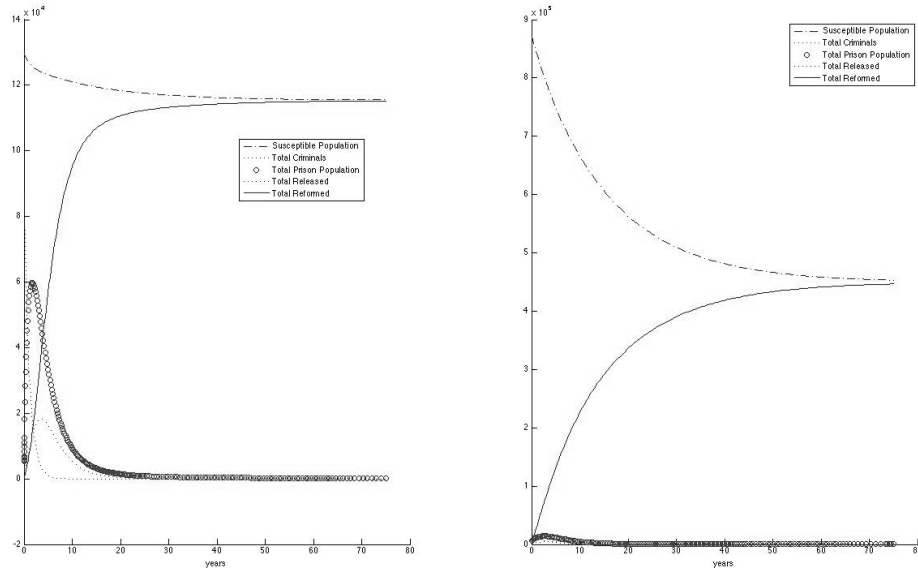 x 10⁴
14
12
10
8
6
4
2
0
-2
0 10 20 30 40 50 60 70 80
years
Susceptible Population
Total Criminals
Total Prison Population
Total Released
Total Reformed
x 10⁵
9
8
7
6
5
4
3
2
1
0
0 10 20 30 40 50 60 70 80
years
Susceptible Population
Total Criminals
Total Prison Population
Total Released
Total Reformed